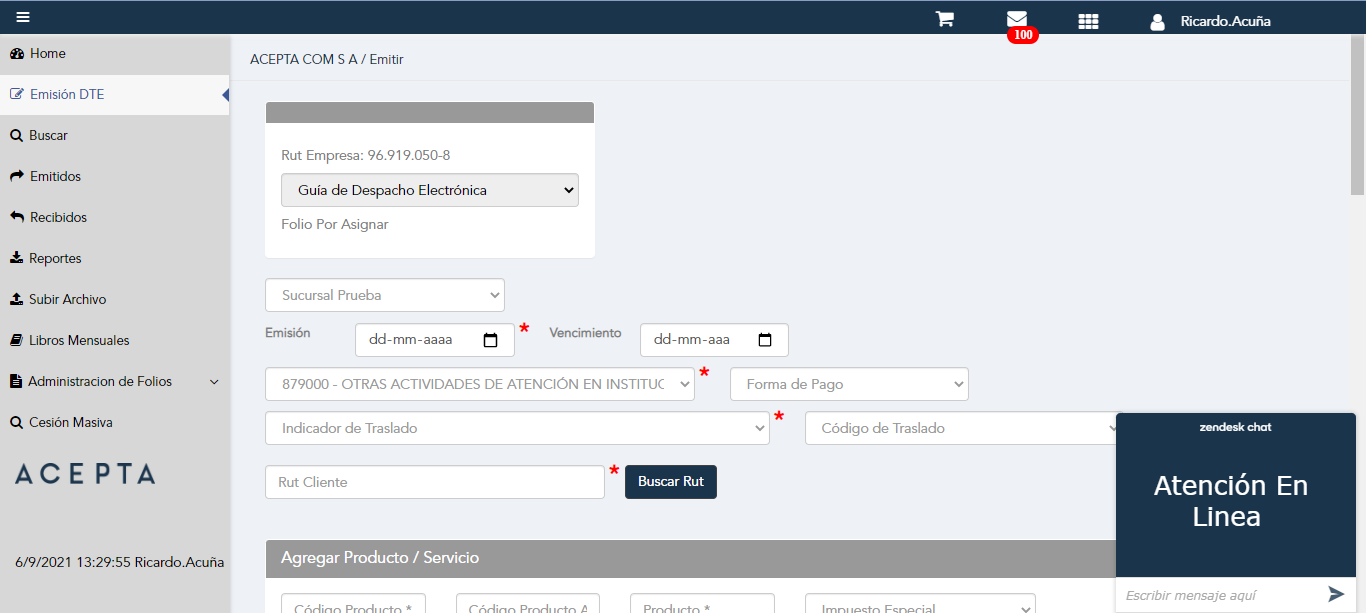 Ricardo.Acuña
100
Home
Emisión DTE
Buscar
Emitidos
Recibidos
Reportes
Subir Archivo
Libros Mensuales
Administracion de Folios
Cesión Masiva
ACEPTA
6/9/2021 13:29:55 Ricardo.Acuña
ACEPTA COM S A / Emitir
Rut Empresa: 96.919.050-8
Guía de Despacho Electrónica
Folio Por Asignar
Sucursal Prueba
Emisión dd-mm-aaaa * Vencimiento dd-mm-aaa
879000 - OTRAS ACTIVIDADES DE ATENCIÓN EN INSTITUC * Forma de Pago
Indicador de Traslado * Código de Traslado
Rut Cliente * Buscar Rut
Agregar Producto / Servicio
Código Producto * Código Producto A Producto * Impuesto Especial
zendesk chat
Atención En
Linea
Escribir mensaje aquí